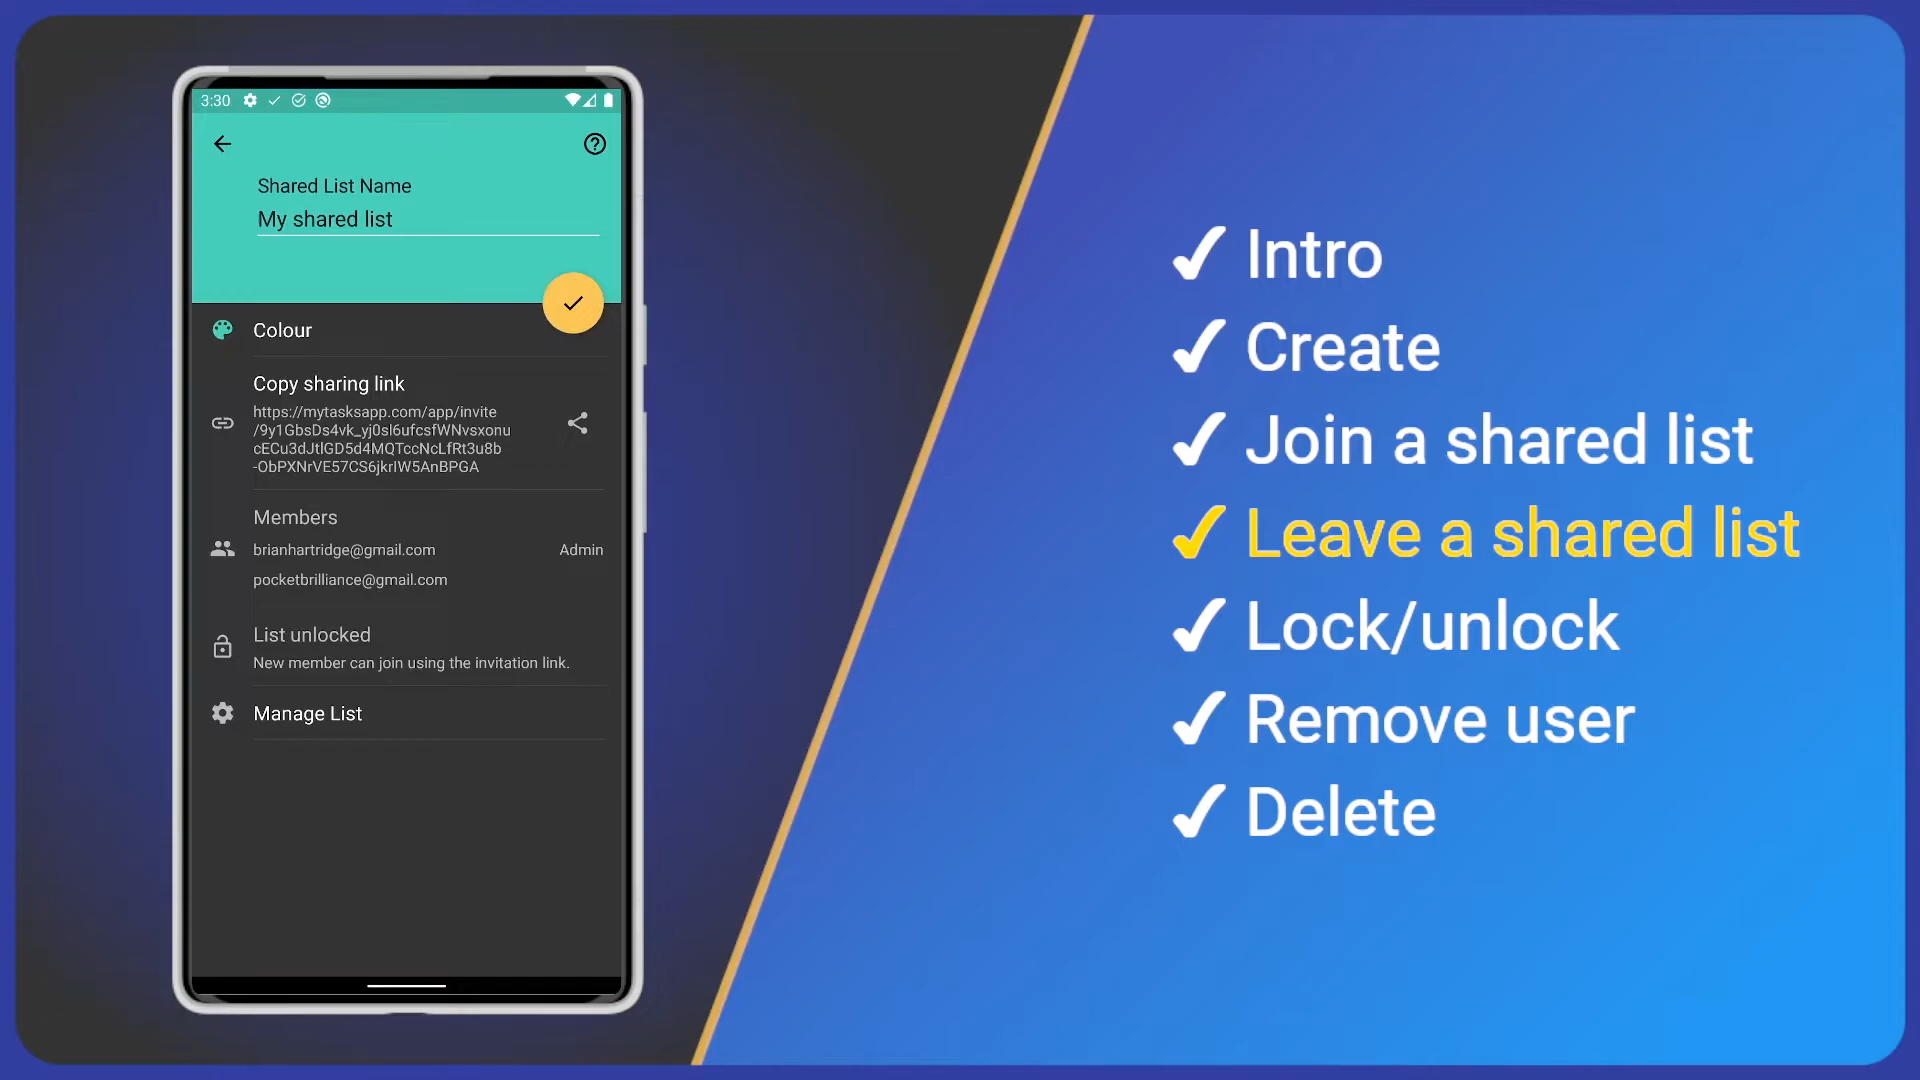 3:30
Shared List Name
My shared list
Colour
Copy sharing link
https://mytasksapp.com/app/invite
/9y1GbsDs4vk_yj0sl6ufcsfWNvsxonu
cECu3dJtlGD5d4MQTccNcLfRt3u8b
-ObPXNrVE57CS6jkrIW5AnBPGA
Members
brianhartridge@gmail.com Admin
pocketbrilliance@gmail.com
List unlocked
New member can join using the invitation link.
Manage List
Intro
Create
Join a shared list
Leave a shared list
Lock/unlock
Remove user
Delete